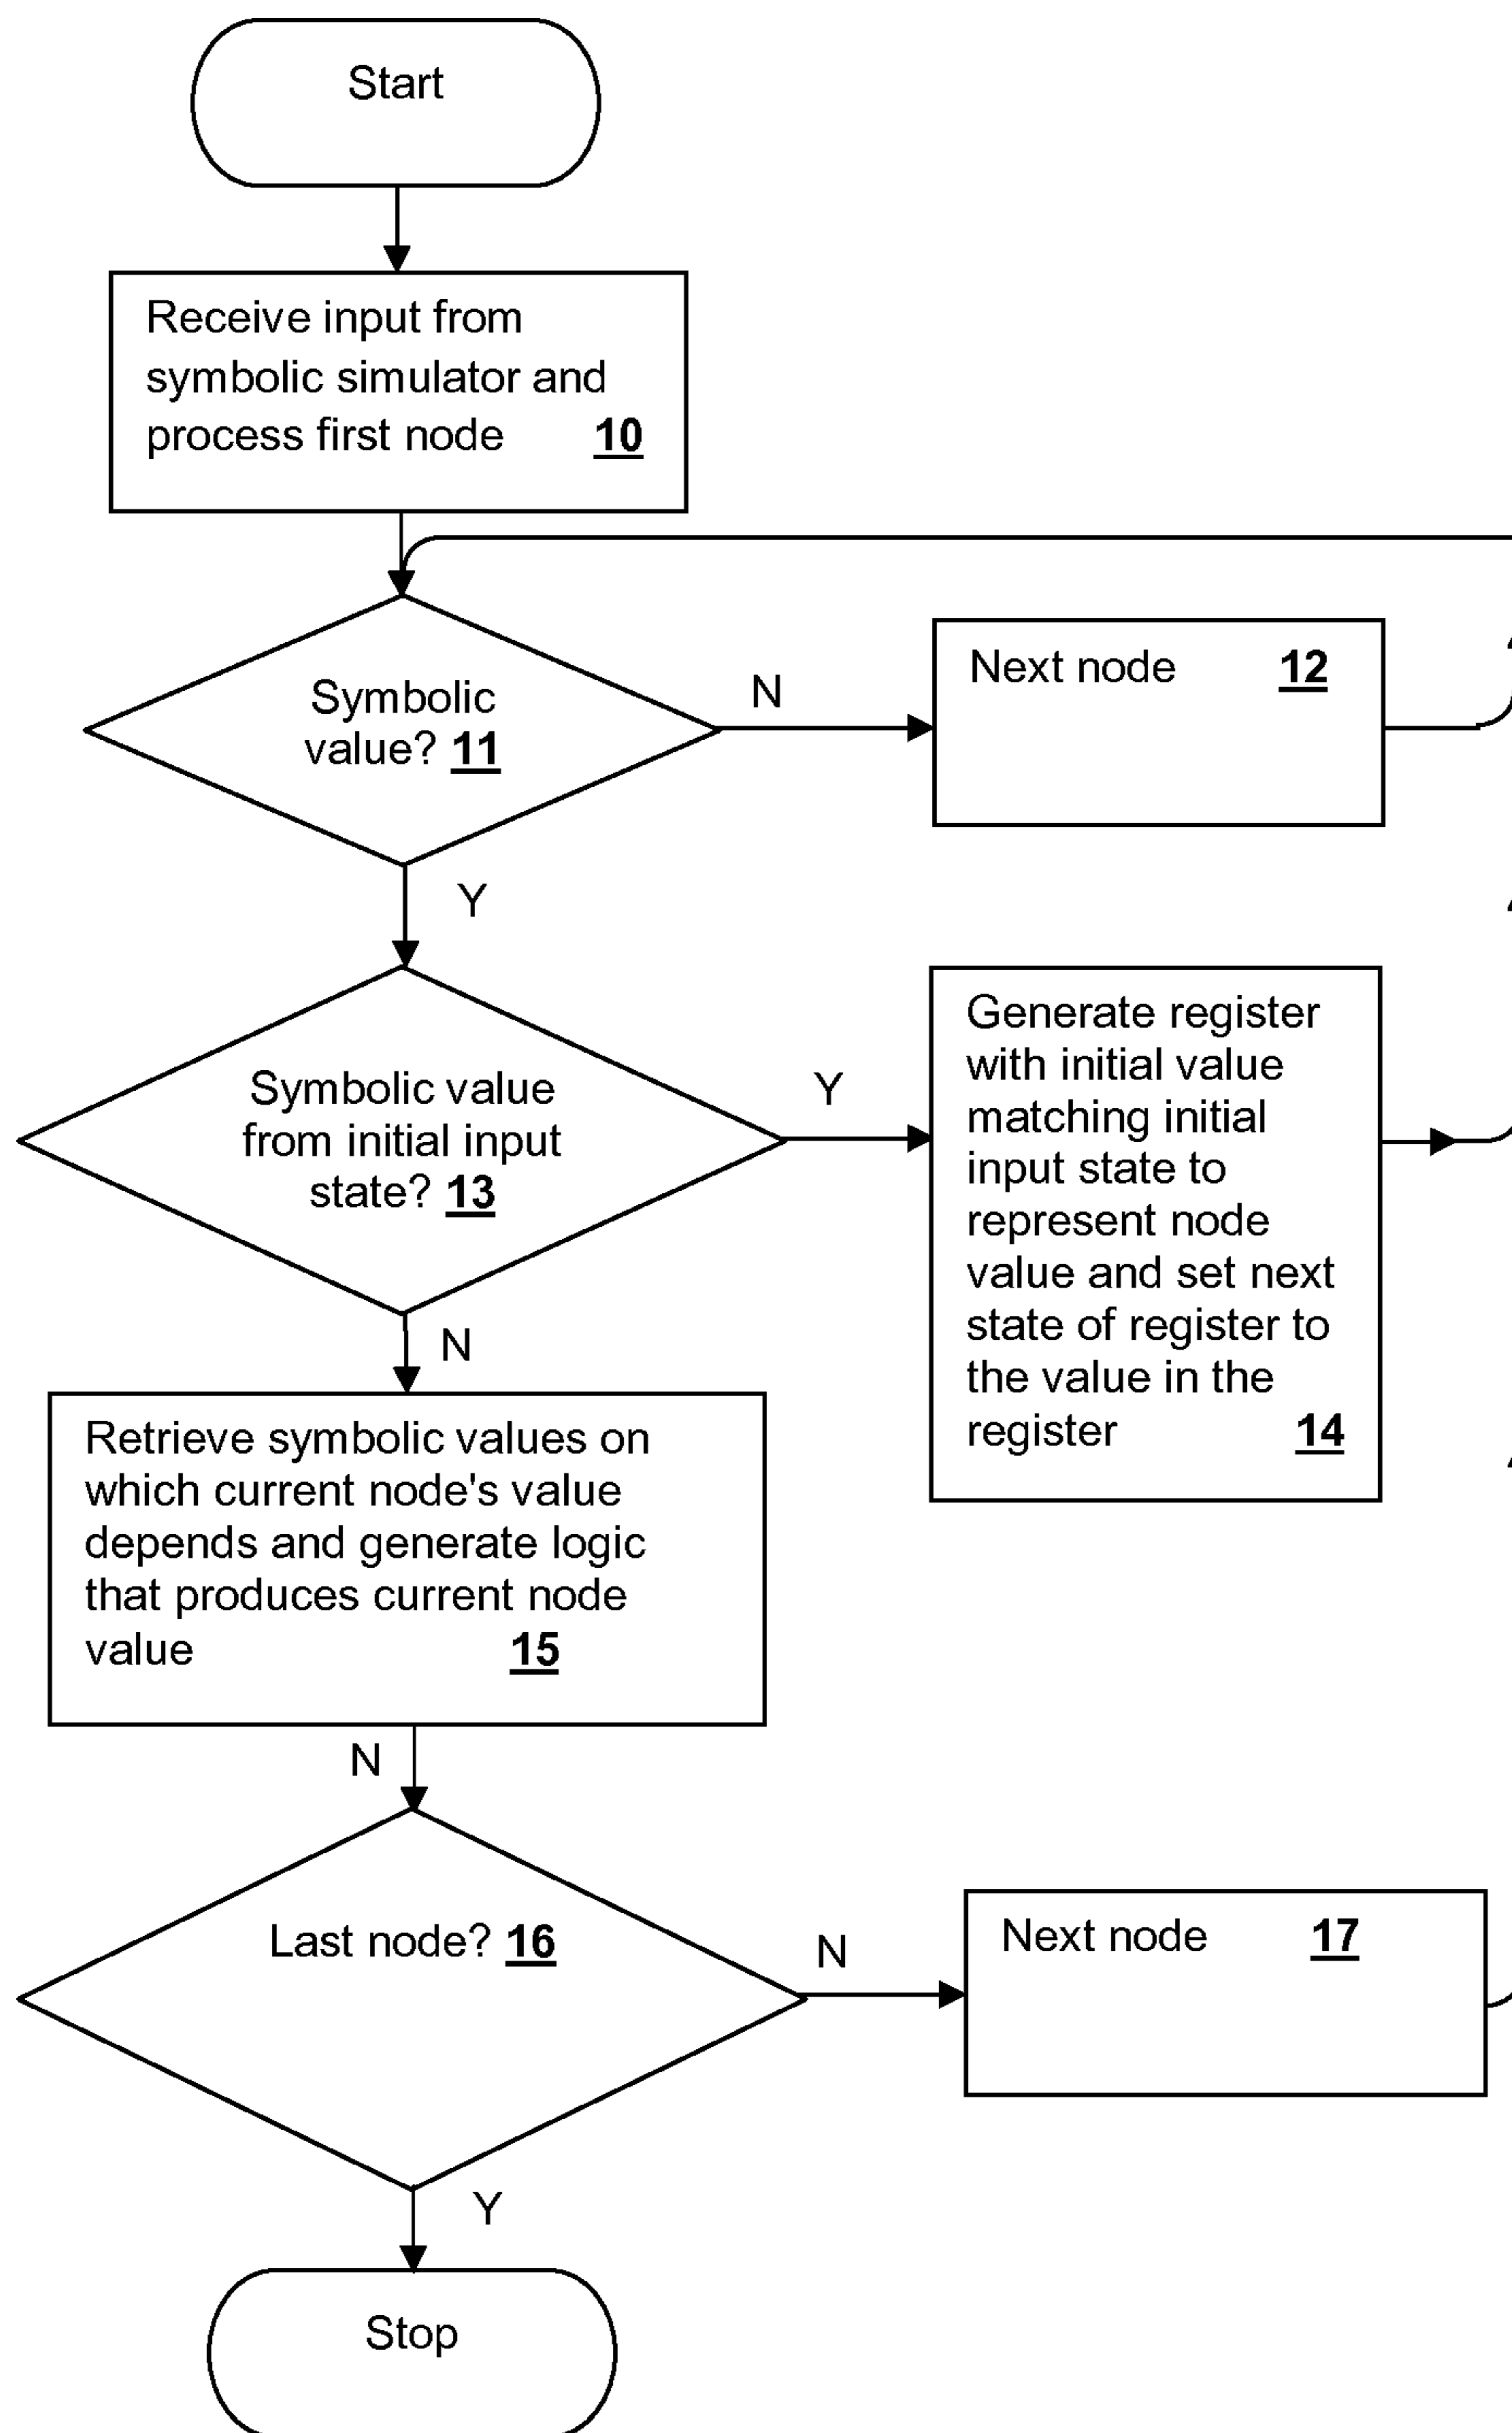 Start
Receive input from
symbolic simulator and
process first node 10
Symbolic
value? 11
N
Next node 12
Y
Symbolic value
from initial input
state? 13
Y
Generate register
with initial value
matching initial
input state to
represent node
value and set next
state of register to
the value in the
register 14
N
Retrieve symbolic values on
which current node's value
depends and generate logic
that produces current node
value 15
N
Last node? 16
N
Next node 17
Y
Stop